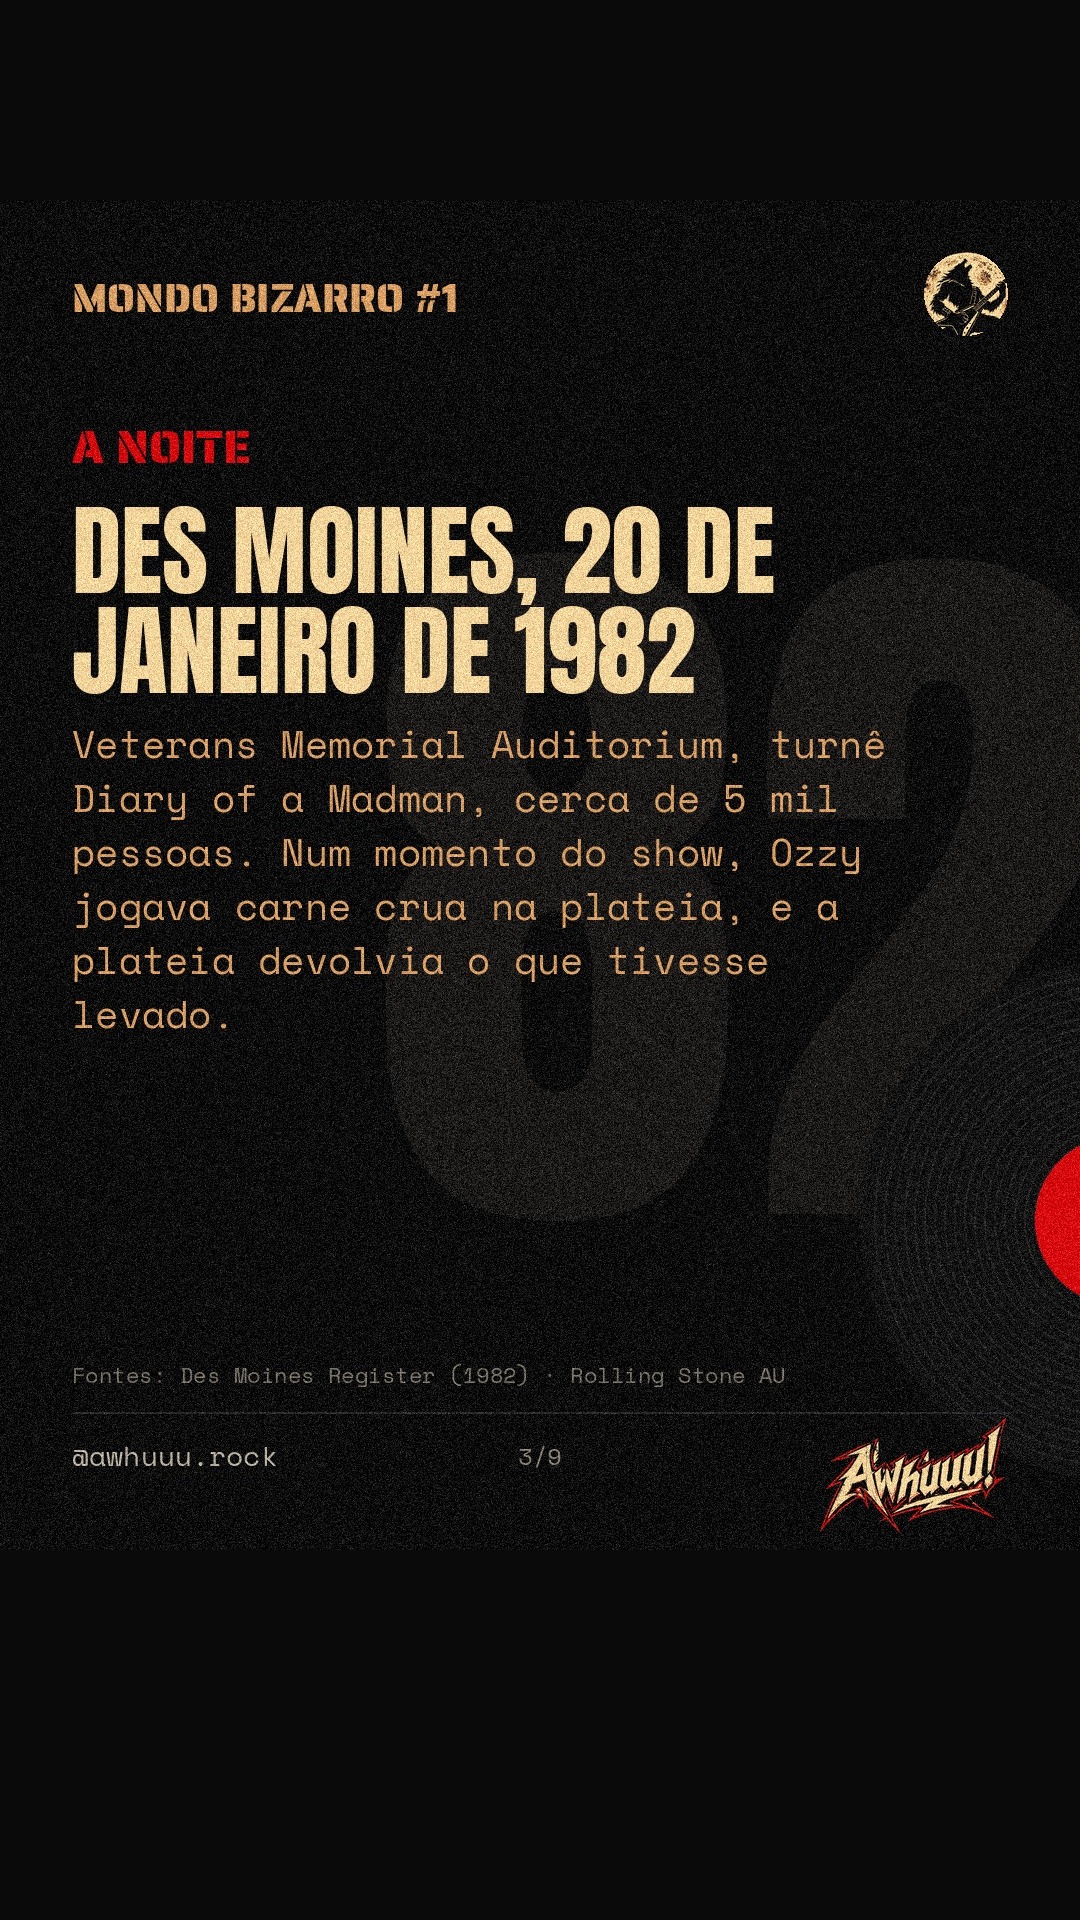 MONDO BIZARRO #1
A NOITE
DES MOINES, 20 DE
JANEIRO DE 1982
Veterans Memorial Auditorium, turnê
Diary of a Madman, cerca de 5 mil
pessoas. Num momento do show, Ozzy
jogava carne crua na plateia, e a
plateia devolvia o que tivesse
levado.
82
Fontes: Des Moines Register (1982) · Rolling Stone AU
@awhuuu.rock
3/9
Awhuuu!